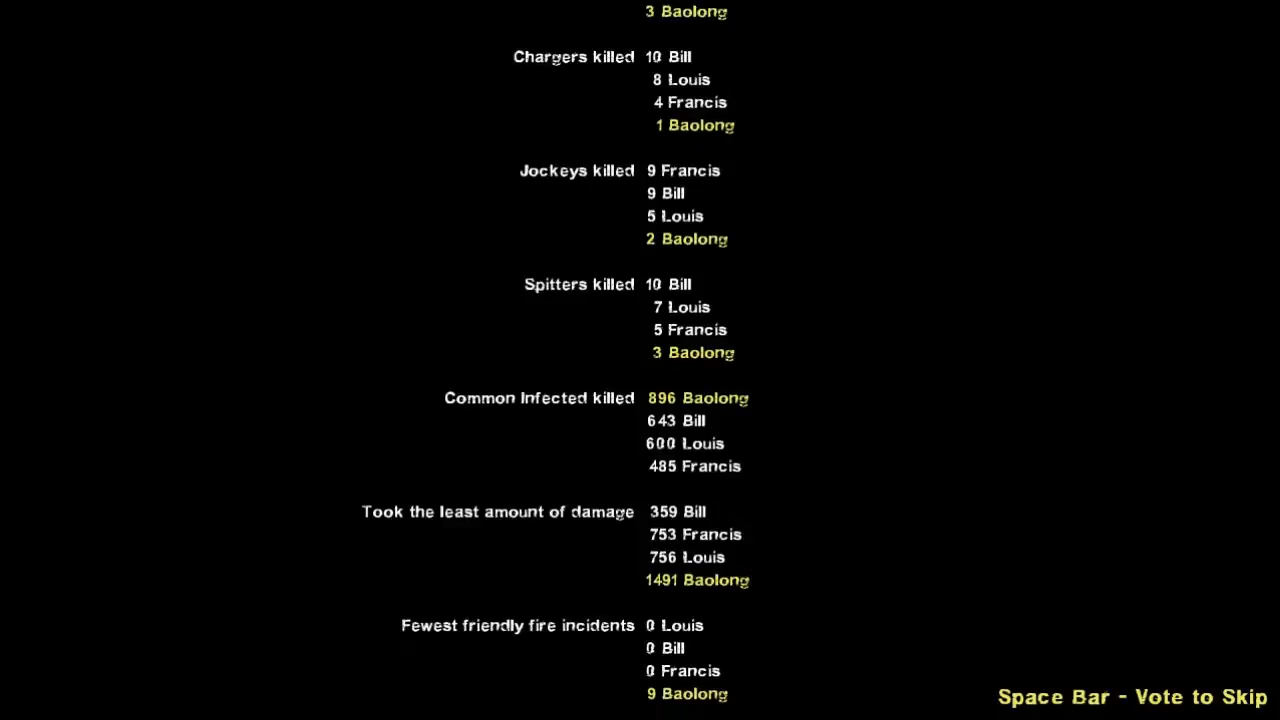 3 Baolong
Chargers killed 10 Bill
8 Louis
4 Francis
1 Baolong
Jockeys killed 9 Francis
9 Bill
5 Louis
2 Baolong
Spitters killed 10 Bill
7 Louis
5 Francis
3 Baolong
Common Infected killed 896 Baolong
643 Bill
600 Louis
485 Francis
Took the least amount of damage 359 Bill
753 Francis
756 Louis
1491 Baolong
Fewest friendly fire incidents 0 Louis
0 Bill
0 Francis
9 Baolong
Space Bar - Vote to Skip